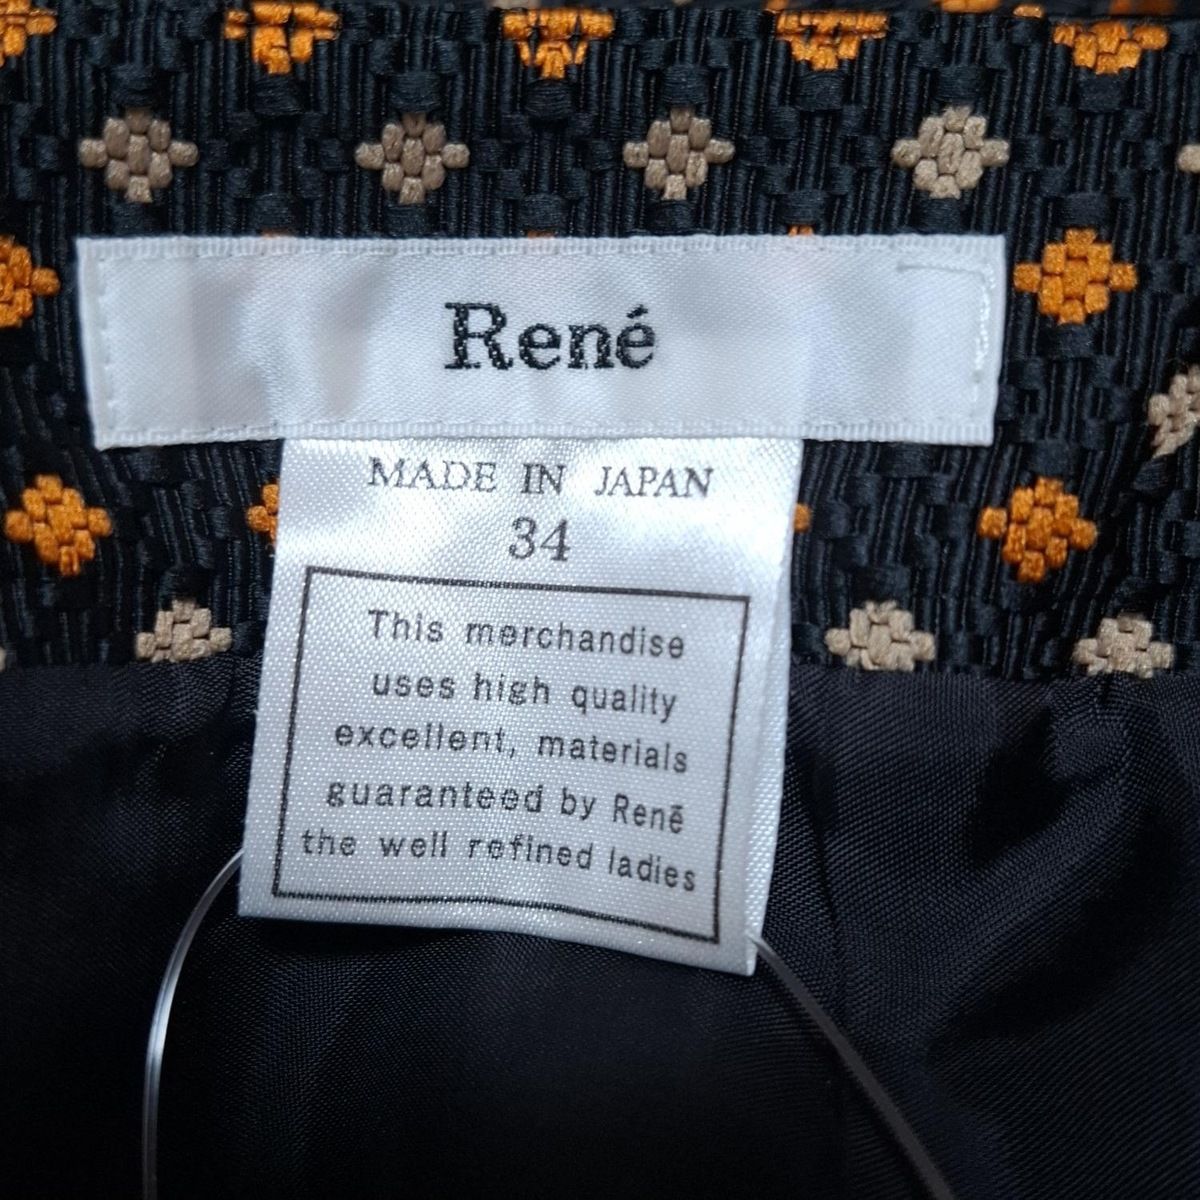 René
MADE IN JAPAN
34
This merchandise
uses high quality
excellent, materials
guaranteed by Renē
the well refined ladies